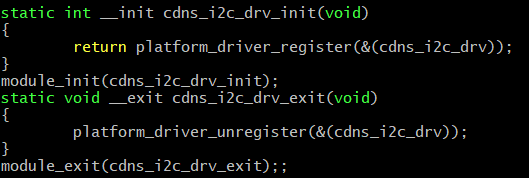 static int __init cdns_i2c_drv_init(void)
{
        return platform_driver_register(&(cdns_i2c_drv));
}
module_init(cdns_i2c_drv_init);
static void __exit cdns_i2c_drv_exit(void)
{
        platform_driver_unregister(&(cdns_i2c_drv));
}
module_exit(cdns_i2c_drv_exit);;